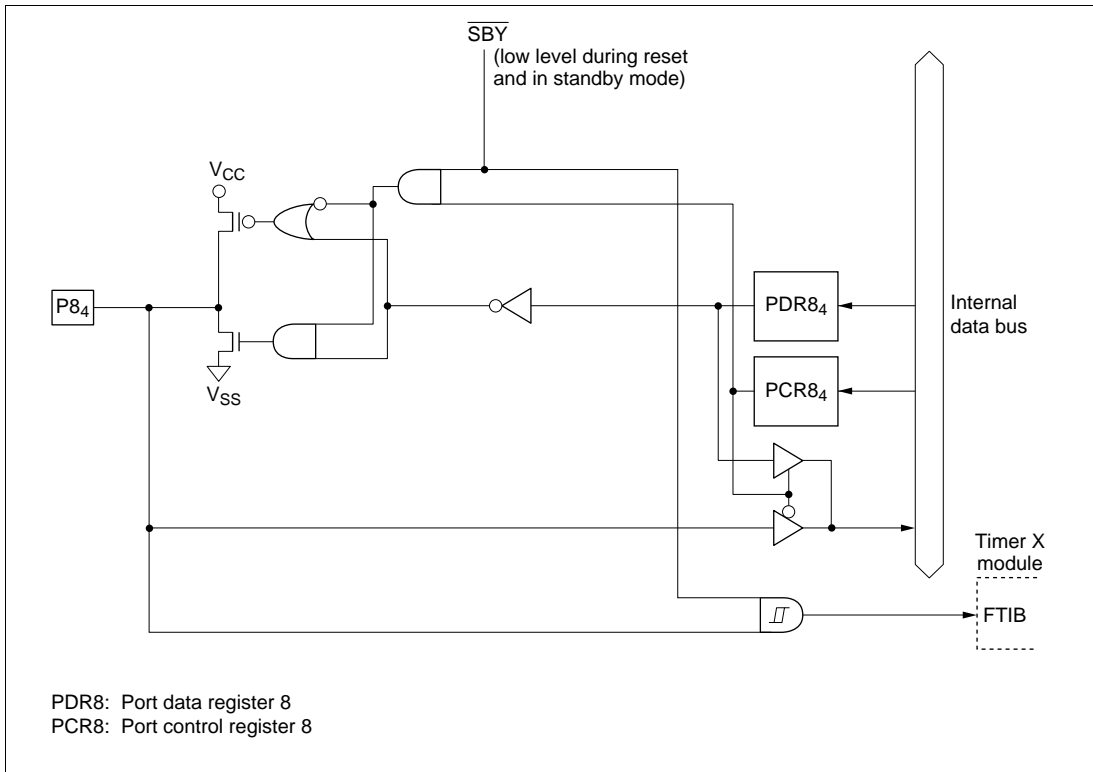 SBY
(low level during reset
and in standby mode)
VCC
P84
VSS
PDR84
PCR84
Internal
data bus
Timer X
module
FTIB
PDR8: Port data register 8
PCR8: Port control register 8